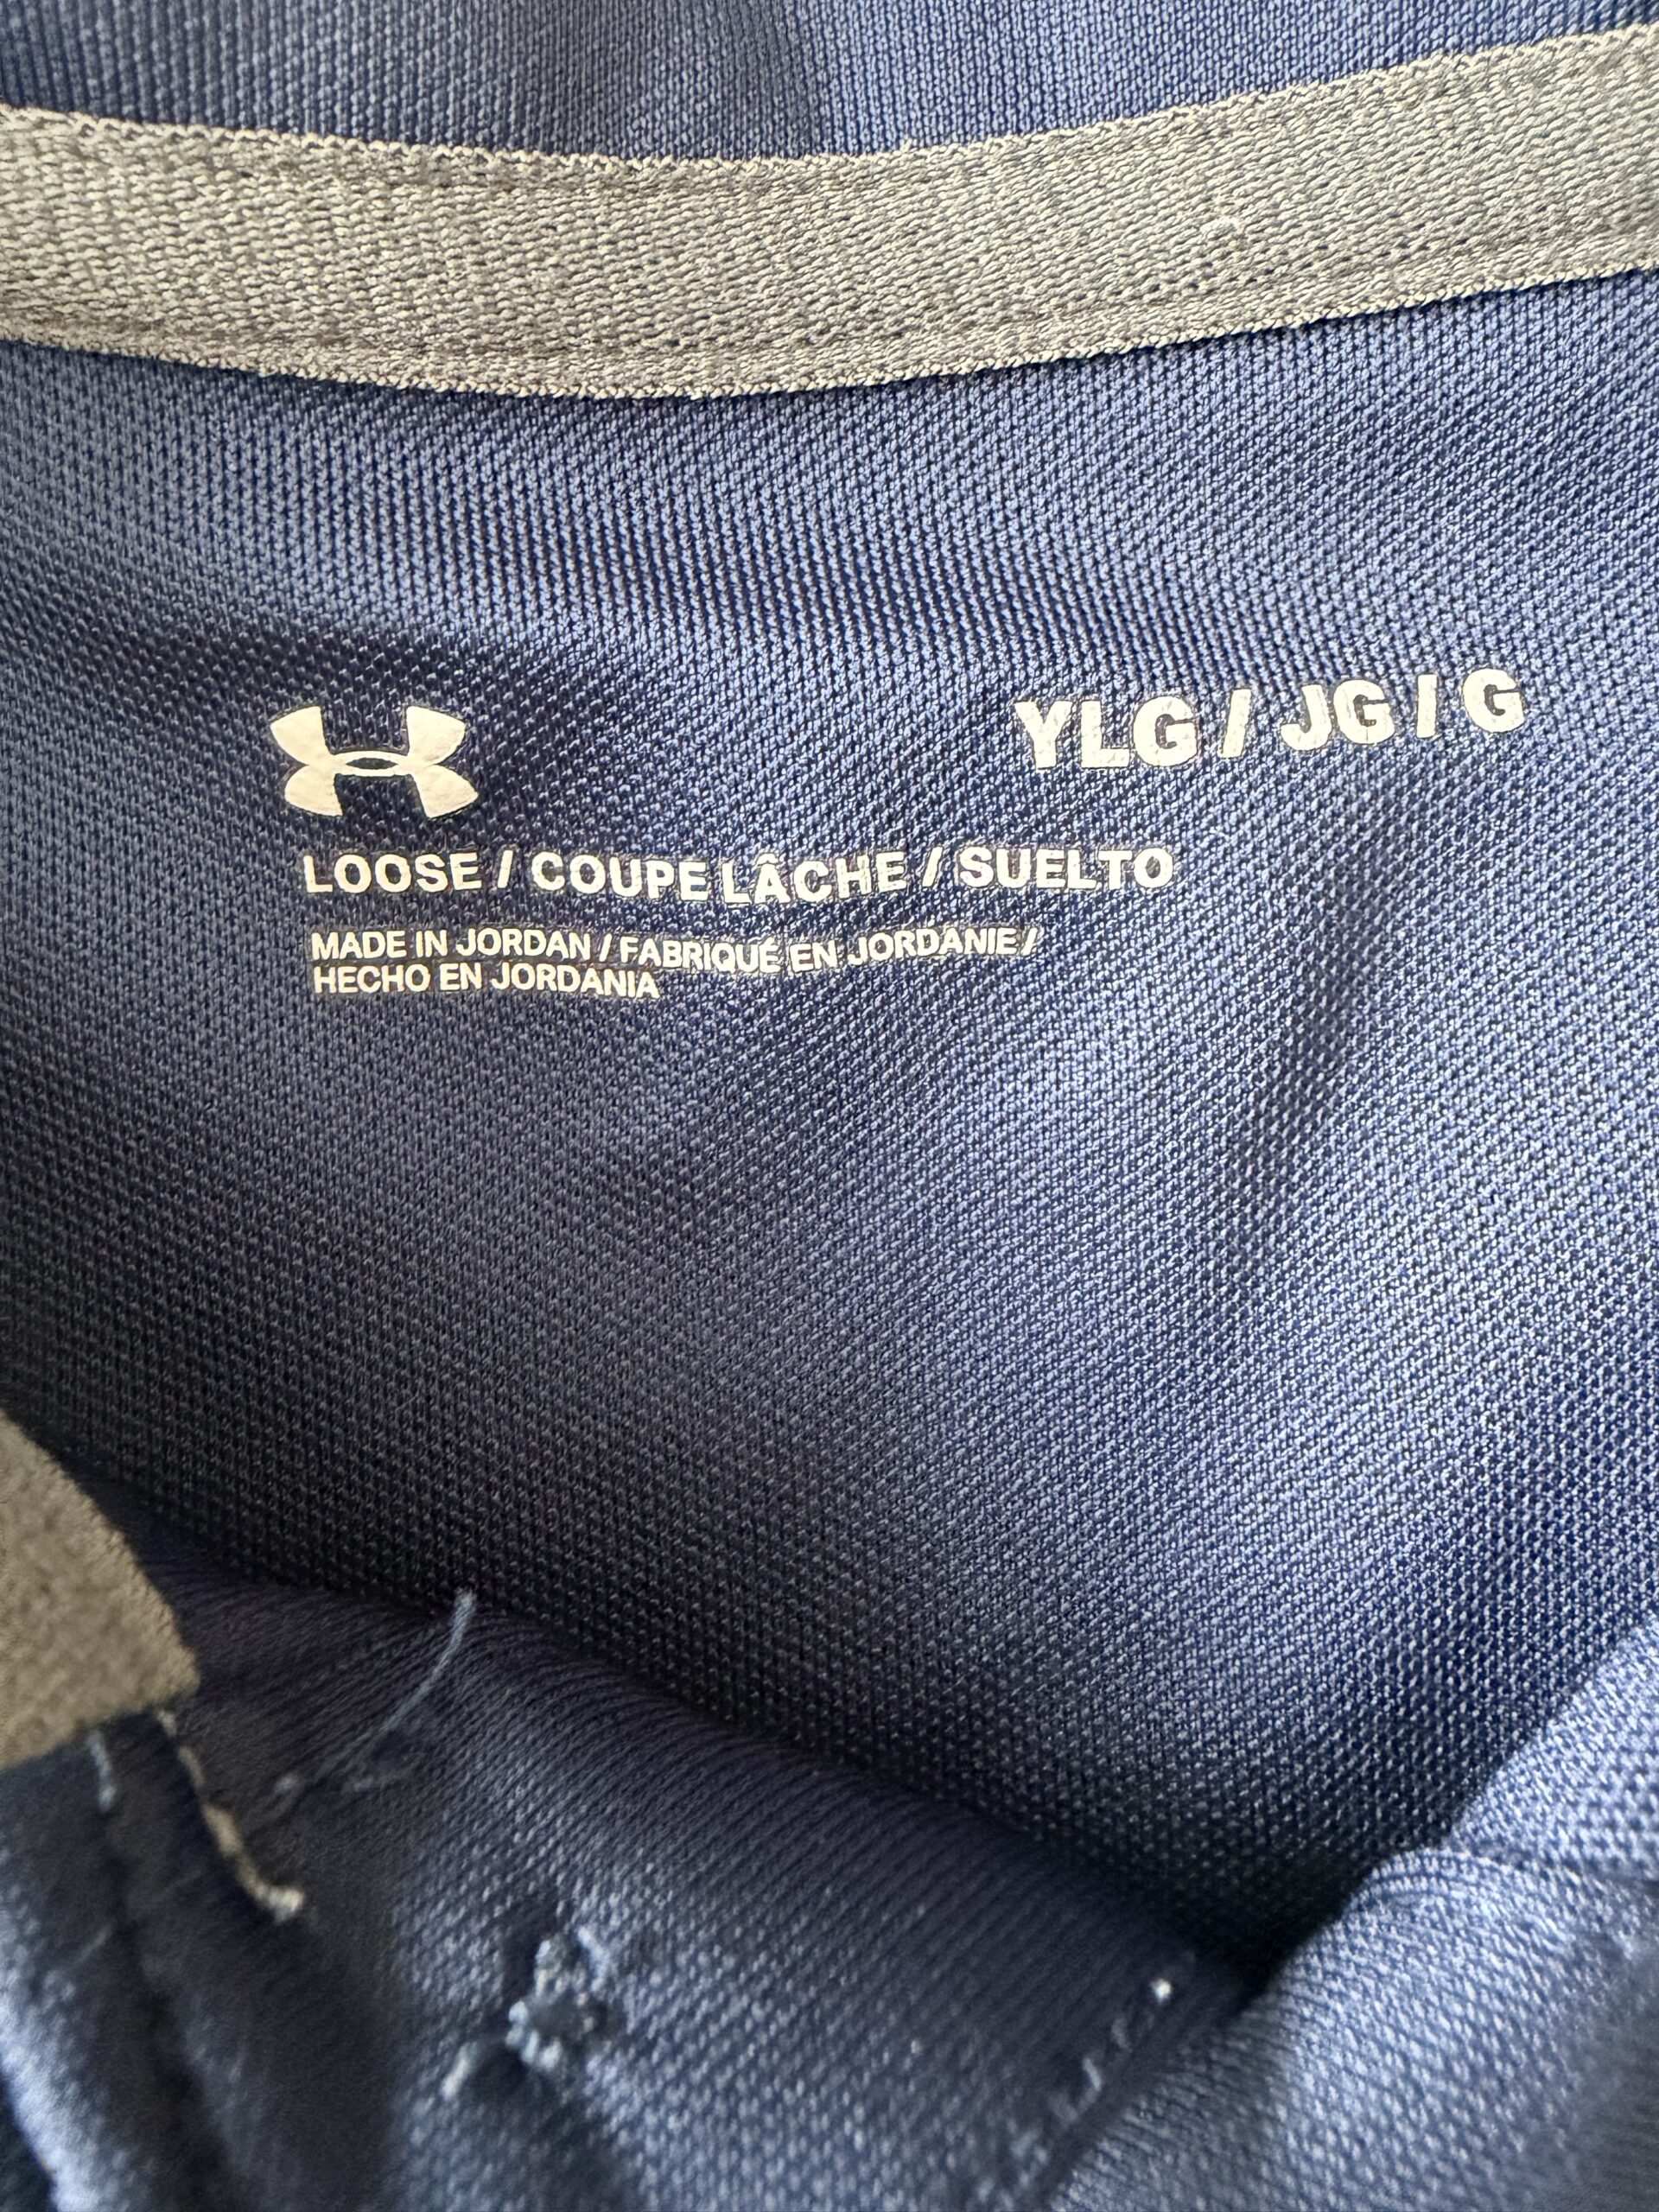 YLG / JG / G
LOOSE / COUPE LÂCHE / SUELTO
MADE IN JORDAN / FABRIQUÉ EN JORDANIE /
HECHO EN JORDANIA